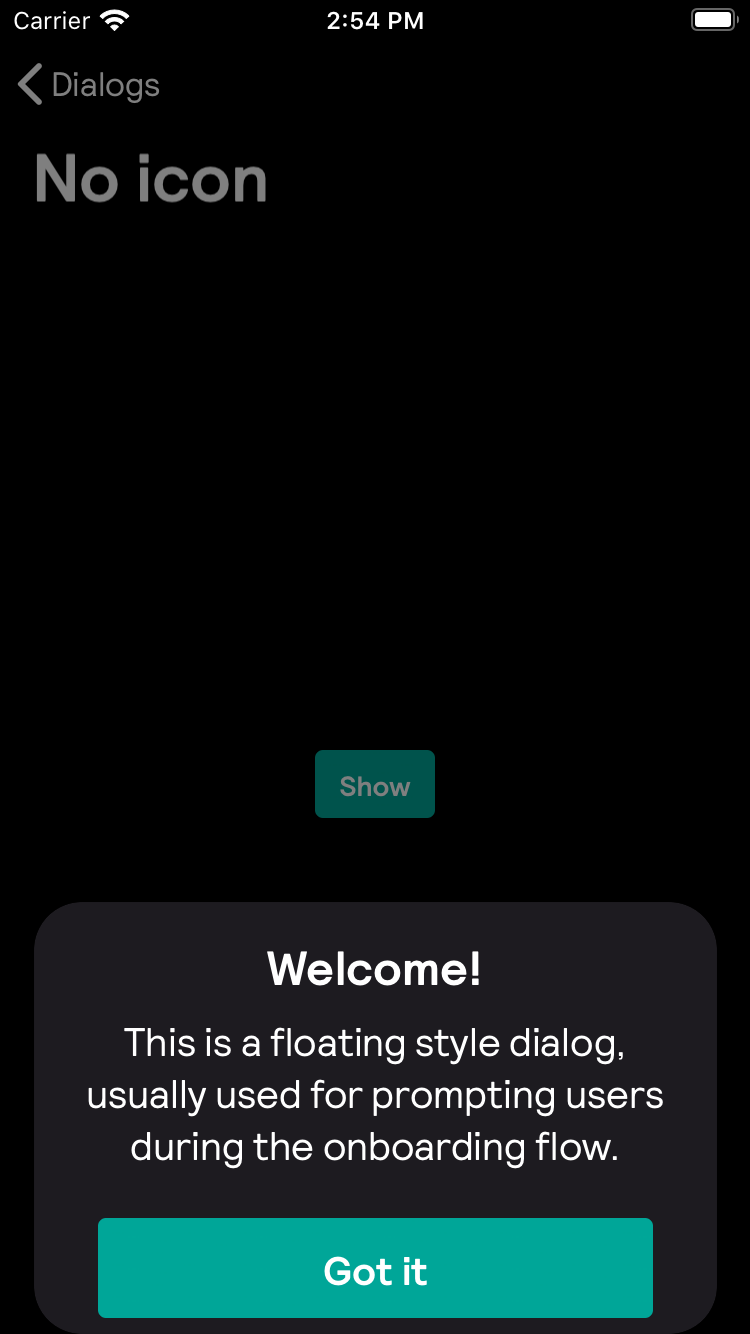 Carrier 2:54 PM
Dialogs
No icon
Show
Welcome!
This is a floating style dialog,
usually used for prompting users
during the onboarding flow.
Got it